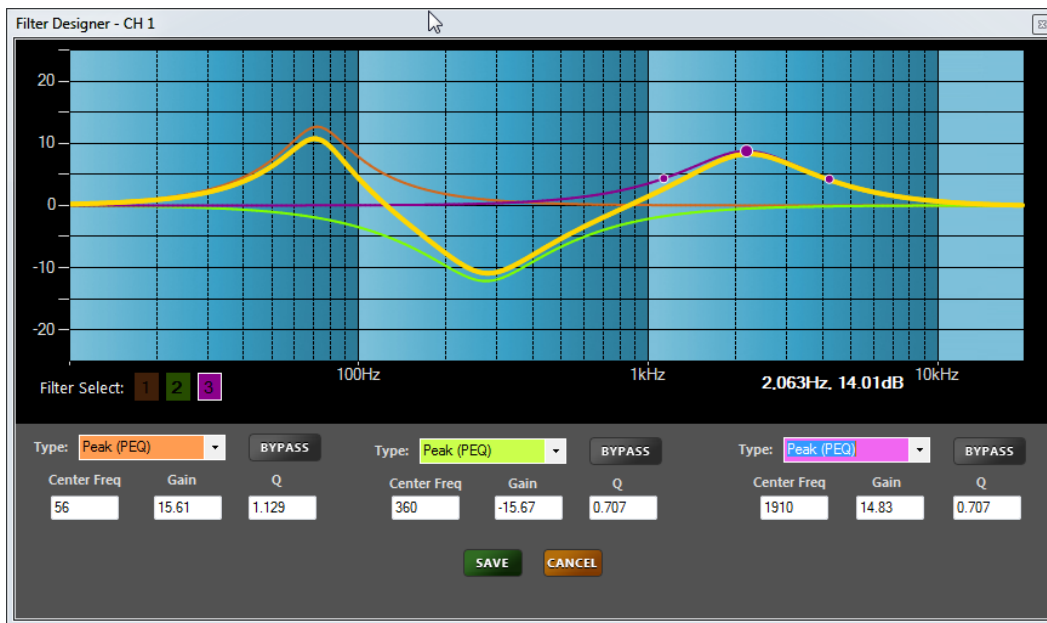 Filter Designer - CH 1
20
10
0
-10
-20
100Hz 1kHz 10kHz
2,063Hz, 14.01dB
Filter Select: 1 2 3
Type: Peak (PEQ) BYPASS Type: Peak (PEQ) BYPASS Type: Peak (PEQ) BYPASS
Center Freq Gain Q Center Freq Gain Q Center Freq Gain Q
56 15.61 1.129 360 -15.67 0.707 1910 14.83 0.707
SAVE CANCEL